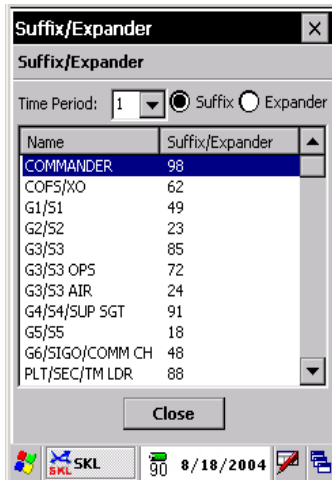 Suffix/Expander
Suffix/Expander
Time Period: 1 Suffix Expander
Name Suffix/Expander
COMMANDER 98
COFS/XO 62
G1/S1 49
G2/S2 23
G3/S3 85
G3/S3 OPS 72
G3/S3 AIR 24
G4/S4/SUP SGT 91
G5/S5 18
G6/SIGO/COMM CH 48
PLT/SEC/TM LDR 88
Close
SKL SKL 90 8/18/2004